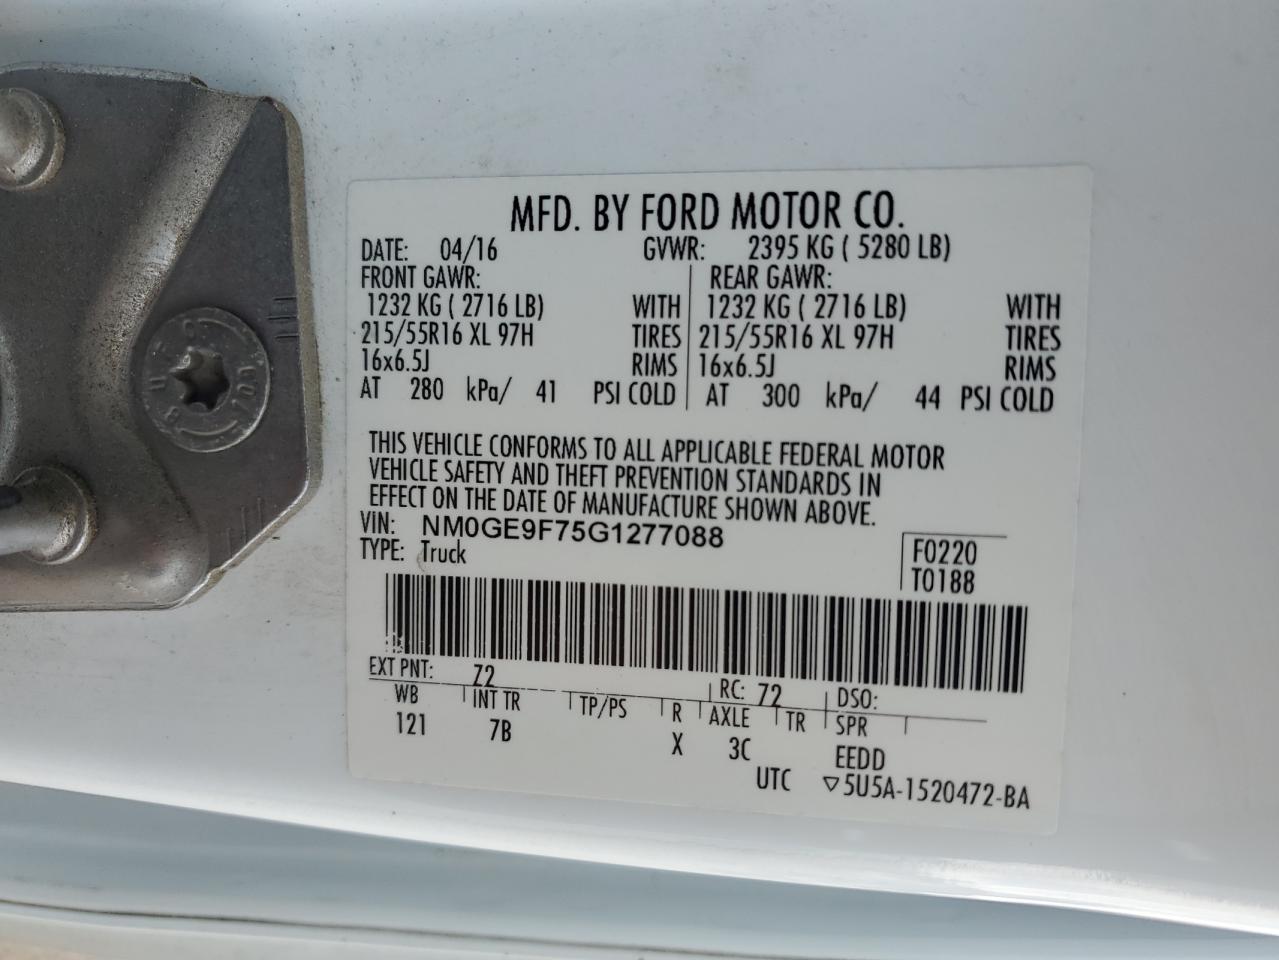 MFD. BY FORD MOTOR CO.
DATE: 04/16 GVWR: 2395 KG ( 5280 LB)
FRONT GAWR: REAR GAWR:
1232 KG ( 2716 LB) WITH 1232 KG ( 2716 LB) WITH
215/55R16 XL 97H TIRES 215/55R16 XL 97H TIRES
16x6.5J RIMS 16x6.5J RIMS
AT 280 kPa/ 41 PSI COLD AT 300 kPa/ 44 PSI COLD
THIS VEHICLE CONFORMS TO ALL APPLICABLE FEDERAL MOTOR
VEHICLE SAFETY AND THEFT PREVENTION STANDARDS IN
EFFECT ON THE DATE OF MANUFACTURE SHOWN ABOVE.
VIN: NM0GE9F75G1277088
TYPE: Truck
F0220
T0188
EXT PNT: Z2 RC: 72 DSO:
WB INT TR TP/PS R AXLE TR SPR
121 7B X 3C EEDD
UTC ▽5U5A-1520472-BA